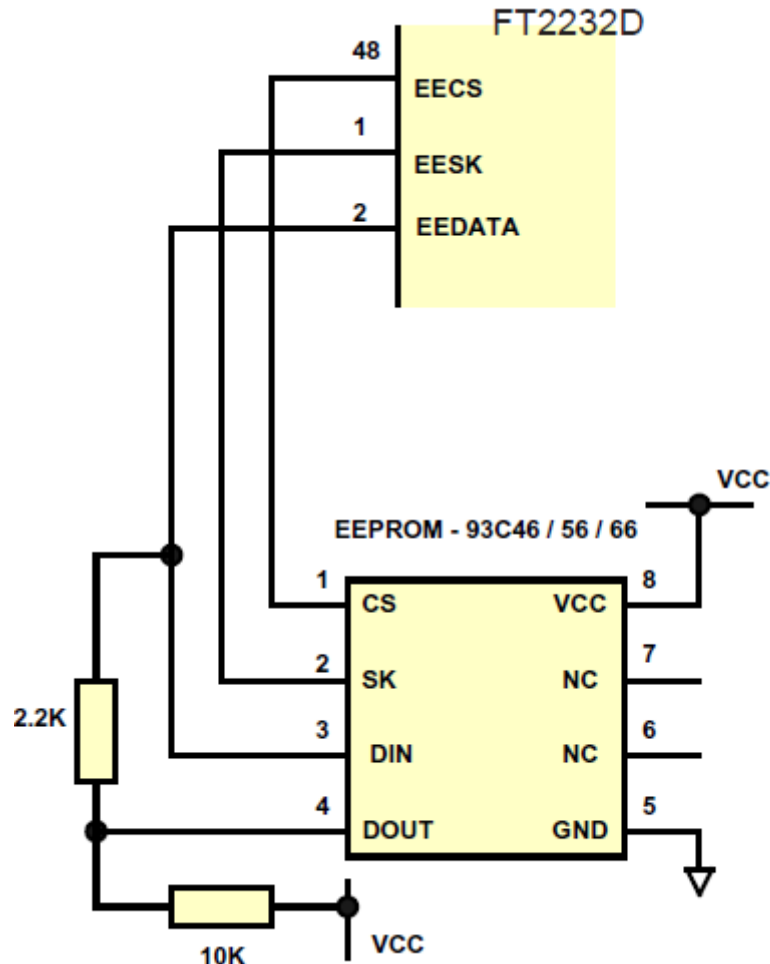 FT2232D
48
EECS
1
EESK
2
EEDATA
VCC
EEPROM - 93C46 / 56 / 66
1
CS
VCC
8
2
SK
NC
7
2.2K
3
DIN
NC
6
4
DOUT
GND
5
10K
VCC